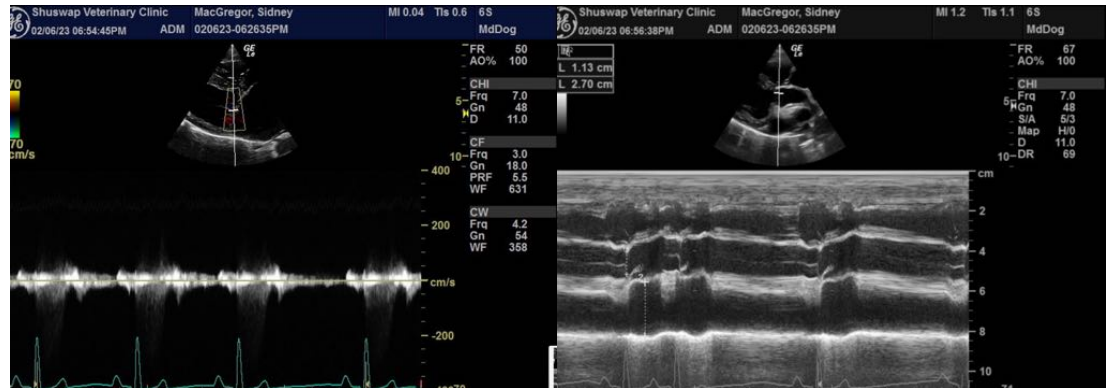 Shuswap Veterinary Clinic MacGregor, Sidney MI 0.04 TIs 0.6 6S
02/06/23 06:54:45PM ADM 020623-062635PM MdDog
GE
70
70
cm/s
5
10
FR 50
AO% 100
CHI
Frq 7.0
Gn 48
D 11.0
CF
Frq 3.0
Gn 18.0
PRF 5.5
WF 631
CW
Frq 4.2
Gn 54
WF 358
400
200
cm/s
-200
Shuswap Veterinary Clinic MacGregor, Sidney MI 1.2 TIs 1.1 6S
02/06/23 06:56:38PM ADM 020623-062635PM MdDog
L 1.13 cm
L 2.70 cm
GE
5
10
FR 67
AO% 100
CHI
Frq 7.0
Gn 48
S/A 5/3
Map H/0
D 11.0
DR 69
cm
2
4
6
8
10